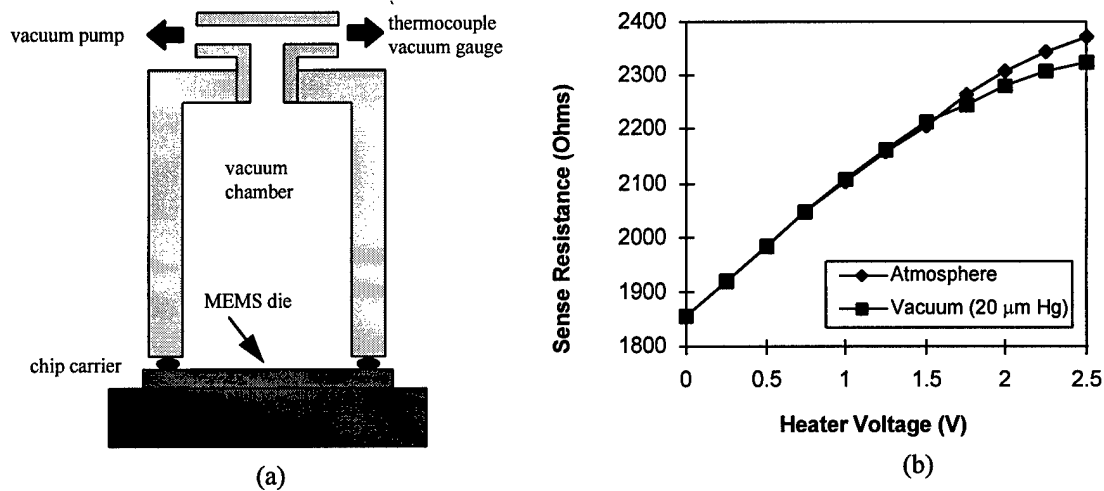 vacuum pump
thermocouple
vacuum gauge
vacuum
chamber
MEMS die
chip carrier
(a)
Sense Resistance (Ohms)
2400
2300
2200
2100
2000
1900
1800
0
0.5
1
1.5
2
2.5
Heater Voltage (V)
Atmosphere
Vacuum (20 μm Hg)
(b)